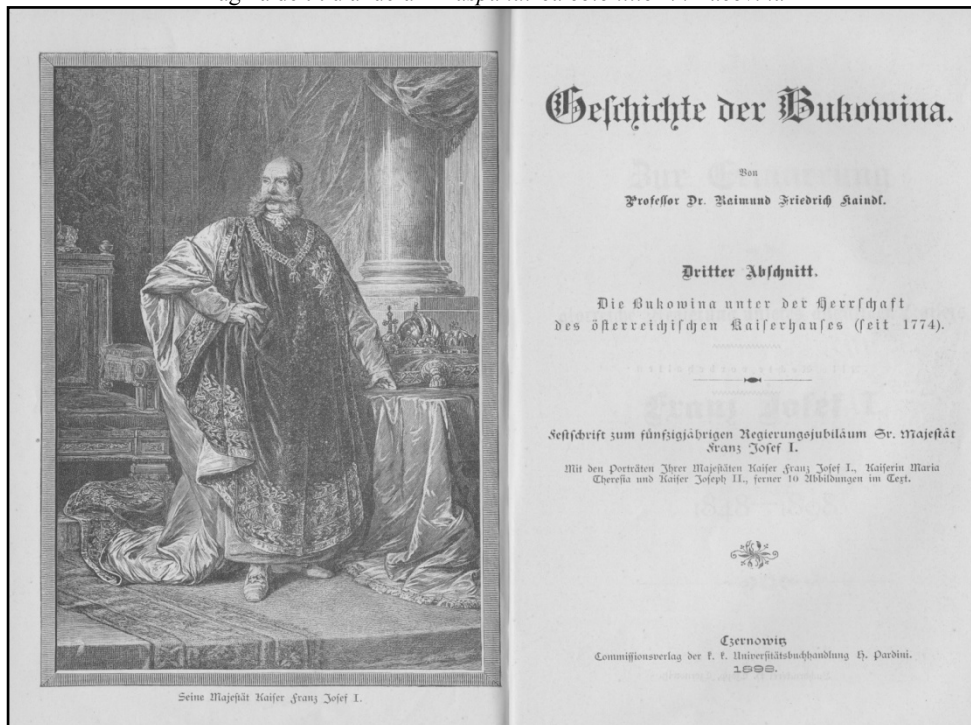 Seine Majestät Kaiser Franz Josef I.
Geschichte der Bukowina.
Von
Professor Dr. Raimund Friedrich Kaindl.
Dritter Abschnitt.
Die Bukowina unter der Herrschaft
des österreichischen Kaiserhauses (seit 1774).
Festschrift zum fünfzigjährigen Regierungsjubiläum Sr. Majestät
Franz Josef I.
Mit den Porträten Ihrer Majestäten Kaiser Franz Josef I., Kaiserin Maria
Theresia und Kaiser Joseph II., ferner 10 Abbildungen im Text.
Czernowitz
Commissionsverlag der k. k. Universitätsbuchhandlung H. Pardini.
1898.